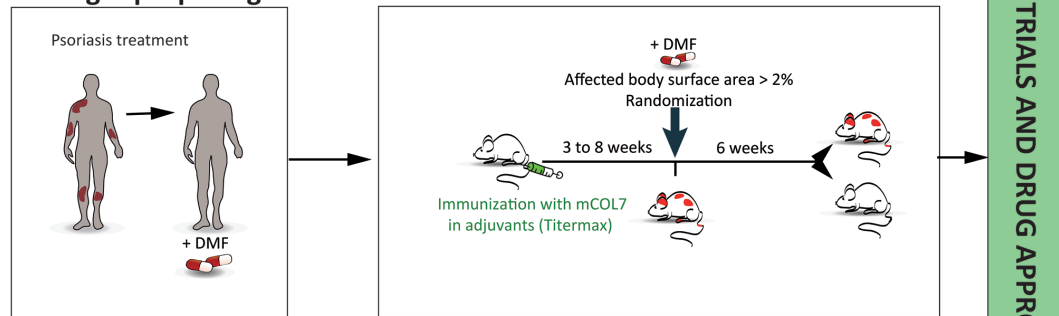 Psoriasis treatment
+ DMF
+ DMF
Affected body surface area > 2%
Randomization
3 to 8 weeks
6 weeks
Immunization with mCOL7
in adjuvants (Titermax)
TRIALS AND DRUG